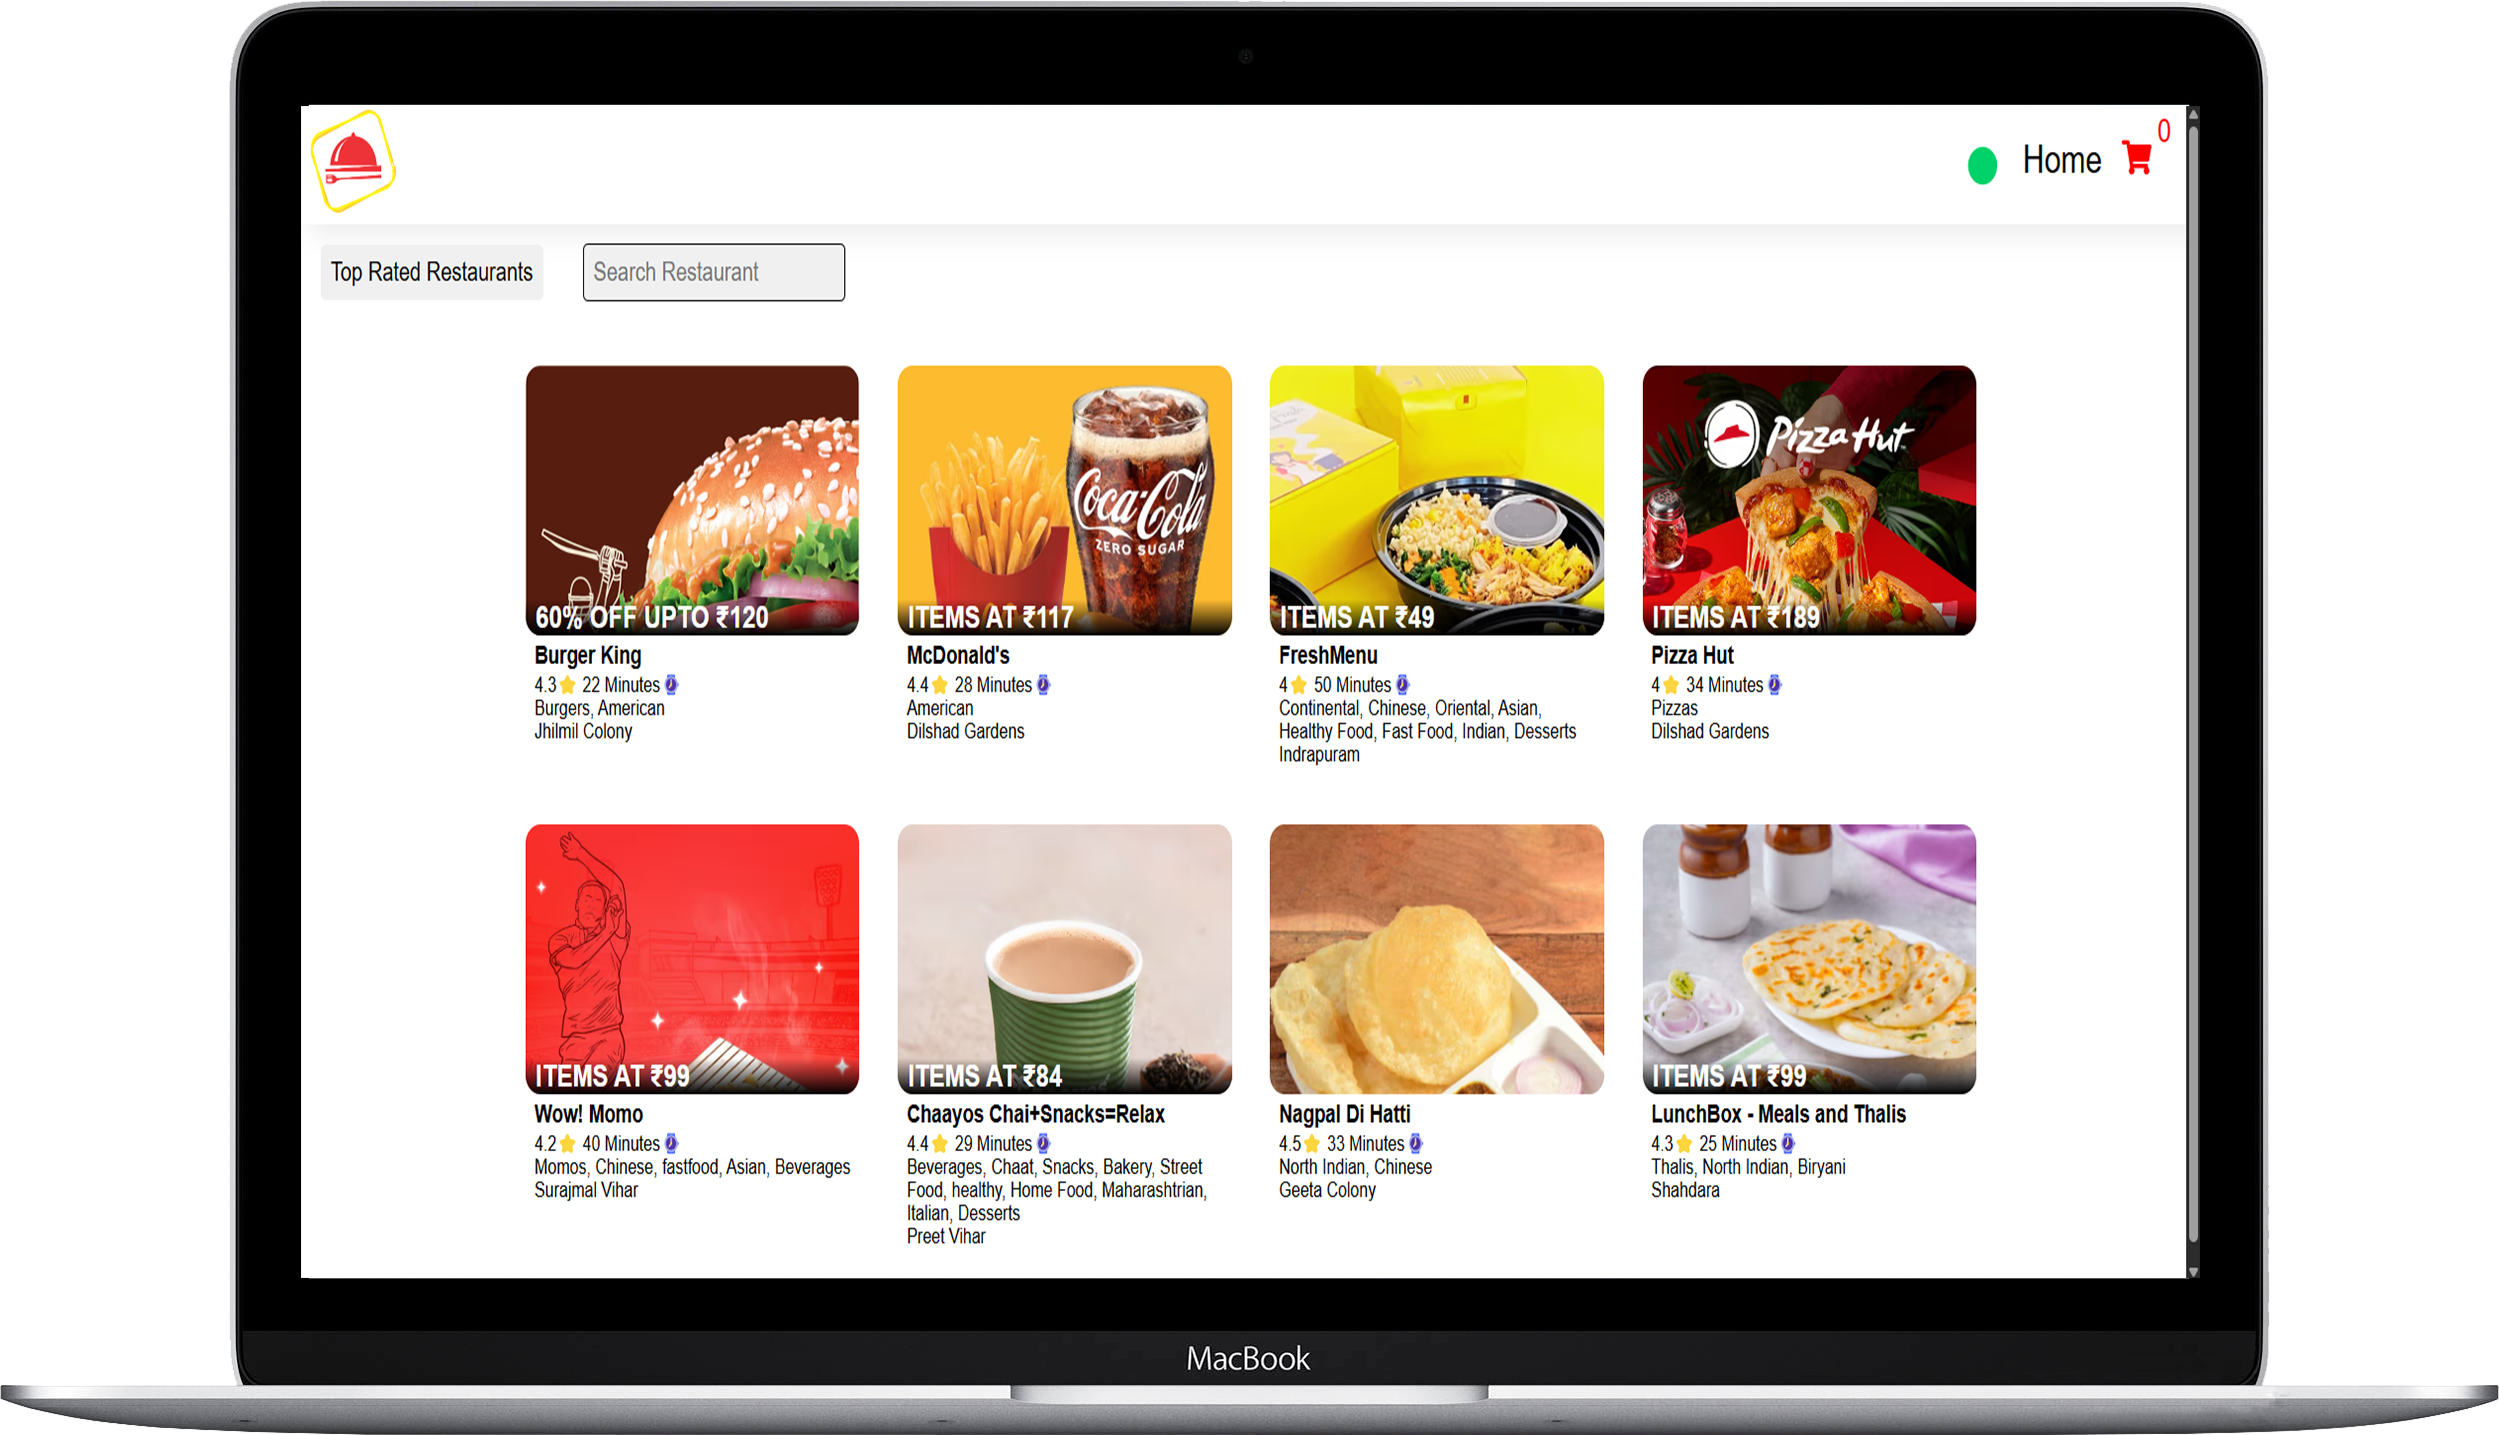 Home
0
Top Rated Restaurants
Search Restaurant
Pizza Hut
Coca-Cola
ZERO SUGAR
60% OFF UPTO ₹120
ITEMS AT ₹117
ITEMS AT ₹49
ITEMS AT ₹189
Burger King
4.3 22 Minutes
Burgers, American
Jhilmil Colony
McDonald's
4.4 28 Minutes
American
Dilshad Gardens
FreshMenu
4 50 Minutes
Continental, Chinese, Oriental, Asian,
Healthy Food, Fast Food, Indian, Desserts
Indrapuram
Pizza Hut
4 34 Minutes
Pizzas
Dilshad Gardens
ITEMS AT ₹99
ITEMS AT ₹84
ITEMS AT ₹99
Wow! Momo
4.2 40 Minutes
Momos, Chinese, fastfood, Asian, Beverages
Surajmal Vihar
Chaayos Chai+Snacks=Relax
4.4 29 Minutes
Beverages, Chaat, Snacks, Bakery, Street
Food, healthy, Home Food, Maharashtrian,
Italian, Desserts
Preet Vihar
Nagpal Di Hatti
4.5 33 Minutes
North Indian, Chinese
Geeta Colony
LunchBox - Meals and Thalis
4.3 25 Minutes
Thalis, North Indian, Biryani
Shahdara
MacBook